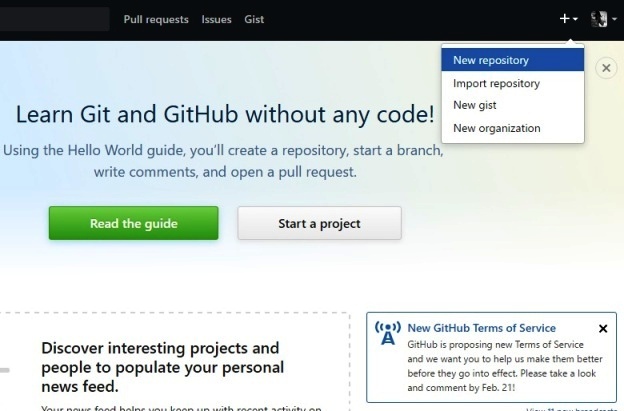 Pull requests Issues Gist
New repository
Import repository
New gist
New organization
Learn Git and GitHub without any code!
Using the Hello World guide, you'll create a repository, start a branch,
write comments, and open a pull request.
Read the guide
Start a project
Discover interesting projects and
people to populate your personal
news feed.
Your news feed helps you keep up with recent activity on
New GitHub Terms of Service
GitHub is proposing new Terms of Service
and we want you to help us make them better
before they go into effect. Please take a look
and comment by Feb. 21!
View 11 new broadcasts